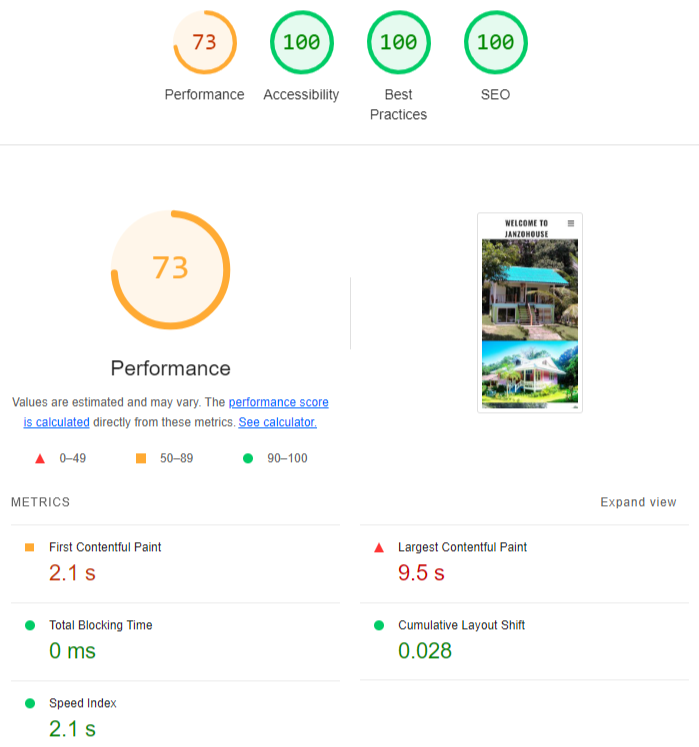 73
100
100
100
Performance
Accessibility
Best
Practices
SEO
73
WELCOME TO
JANZOHOUSE
Performance
Values are estimated and may vary. The performance score
is calculated directly from these metrics. See calculator.
0–49
50–89
90–100
METRICS
Expand view
First Contentful Paint
2.1 s
Largest Contentful Paint
9.5 s
Total Blocking Time
0 ms
Cumulative Layout Shift
0.028
Speed Index
2.1 s